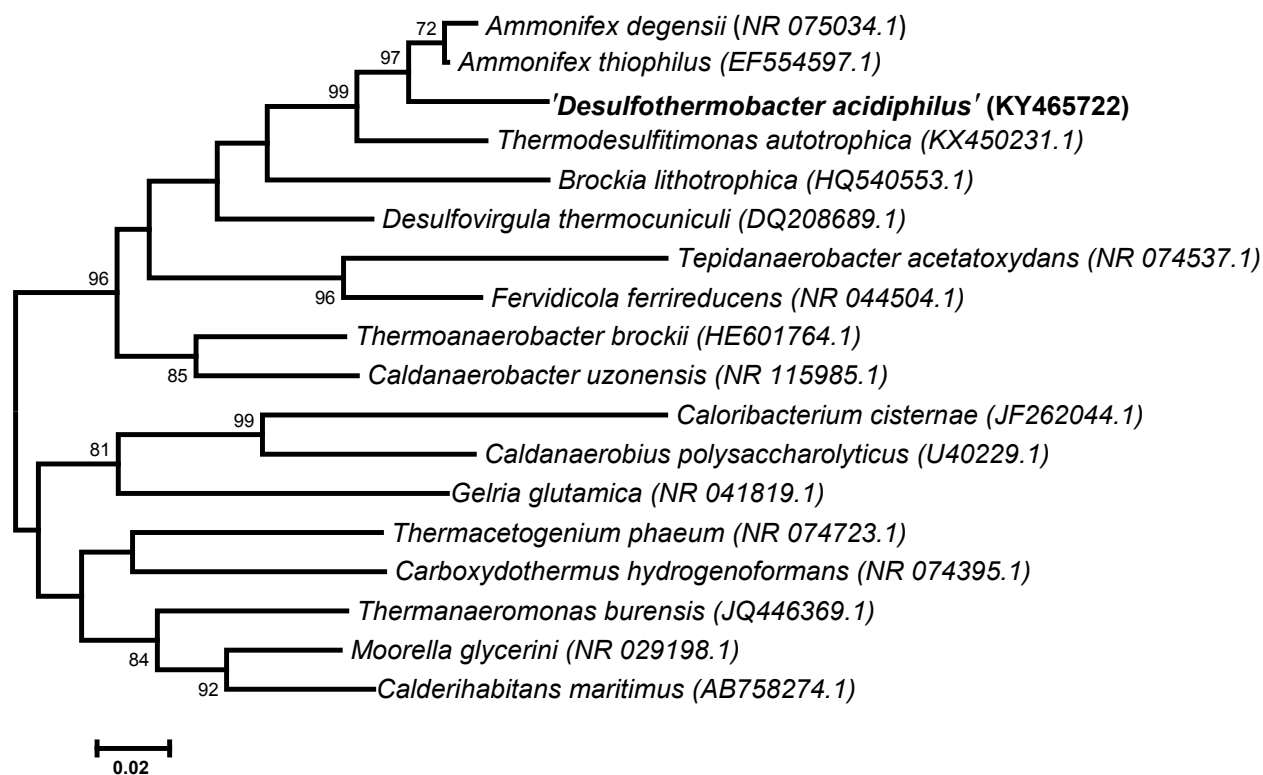 72
Ammonifex degensii (NR 075034.1)
97
Ammonifex thiophilus (EF554597.1)
99
'Desulfothermobacter acidiphilus' (KY465722)
Thermodesulfitimonas autotrophica (KX450231.1)
Brockia lithotrophica (HQ540553.1)
Desulfovirgula thermocuniculi (DQ208689.1)
Tepidanaerobacter acetatoxydans (NR 074537.1)
96
96
Fervidicola ferrireducens (NR 044504.1)
Thermoanaerobacter brockii (HE601764.1)
85
Caldanaerobacter uzonensis (NR 115985.1)
99
Caloribacterium cisternae (JF262044.1)
81
Caldanaerobius polysaccharolyticus (U40229.1)
Gelria glutamica (NR 041819.1)
Thermacetogenium phaeum (NR 074723.1)
Carboxydothermus hydrogenoformans (NR 074395.1)
Thermanaeromonas burensis (JQ446369.1)
84
Moorella glycerini (NR 029198.1)
92
Calderihabitans maritimus (AB758274.1)
0.02